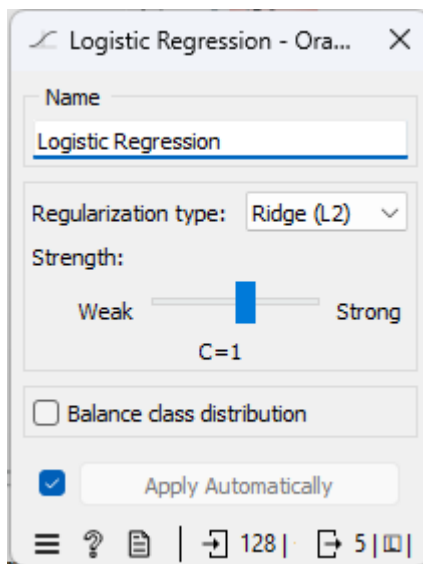 Logistic Regression - Ora...
Name
Logistic Regression
Regularization type: Ridge (L2)
Strength:
Weak Strong
C=1
Balance class distribution
Apply Automatically
128 | 5 |